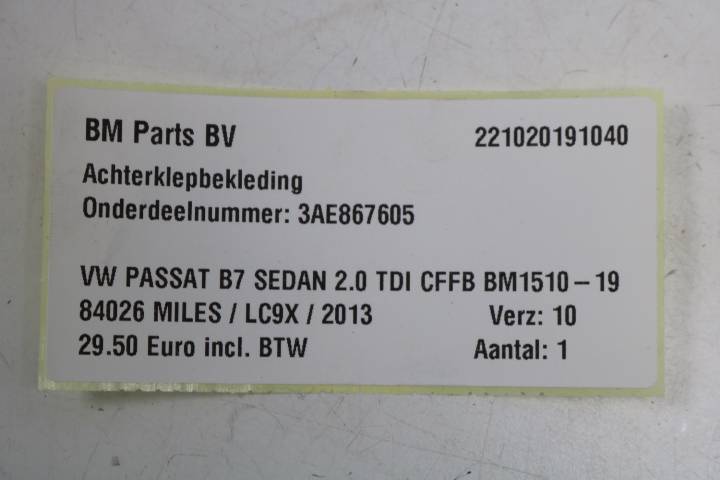 BM Parts BV 221020191040
Achterklepbekleding
Onderdeelnummer: 3AE867605
VW PASSAT B7 SEDAN 2.0 TDI CFFB BM1510-19
84026 MILES / LC9X / 2013 Verz: 10
29.50 Euro incl. BTW Aantal: 1